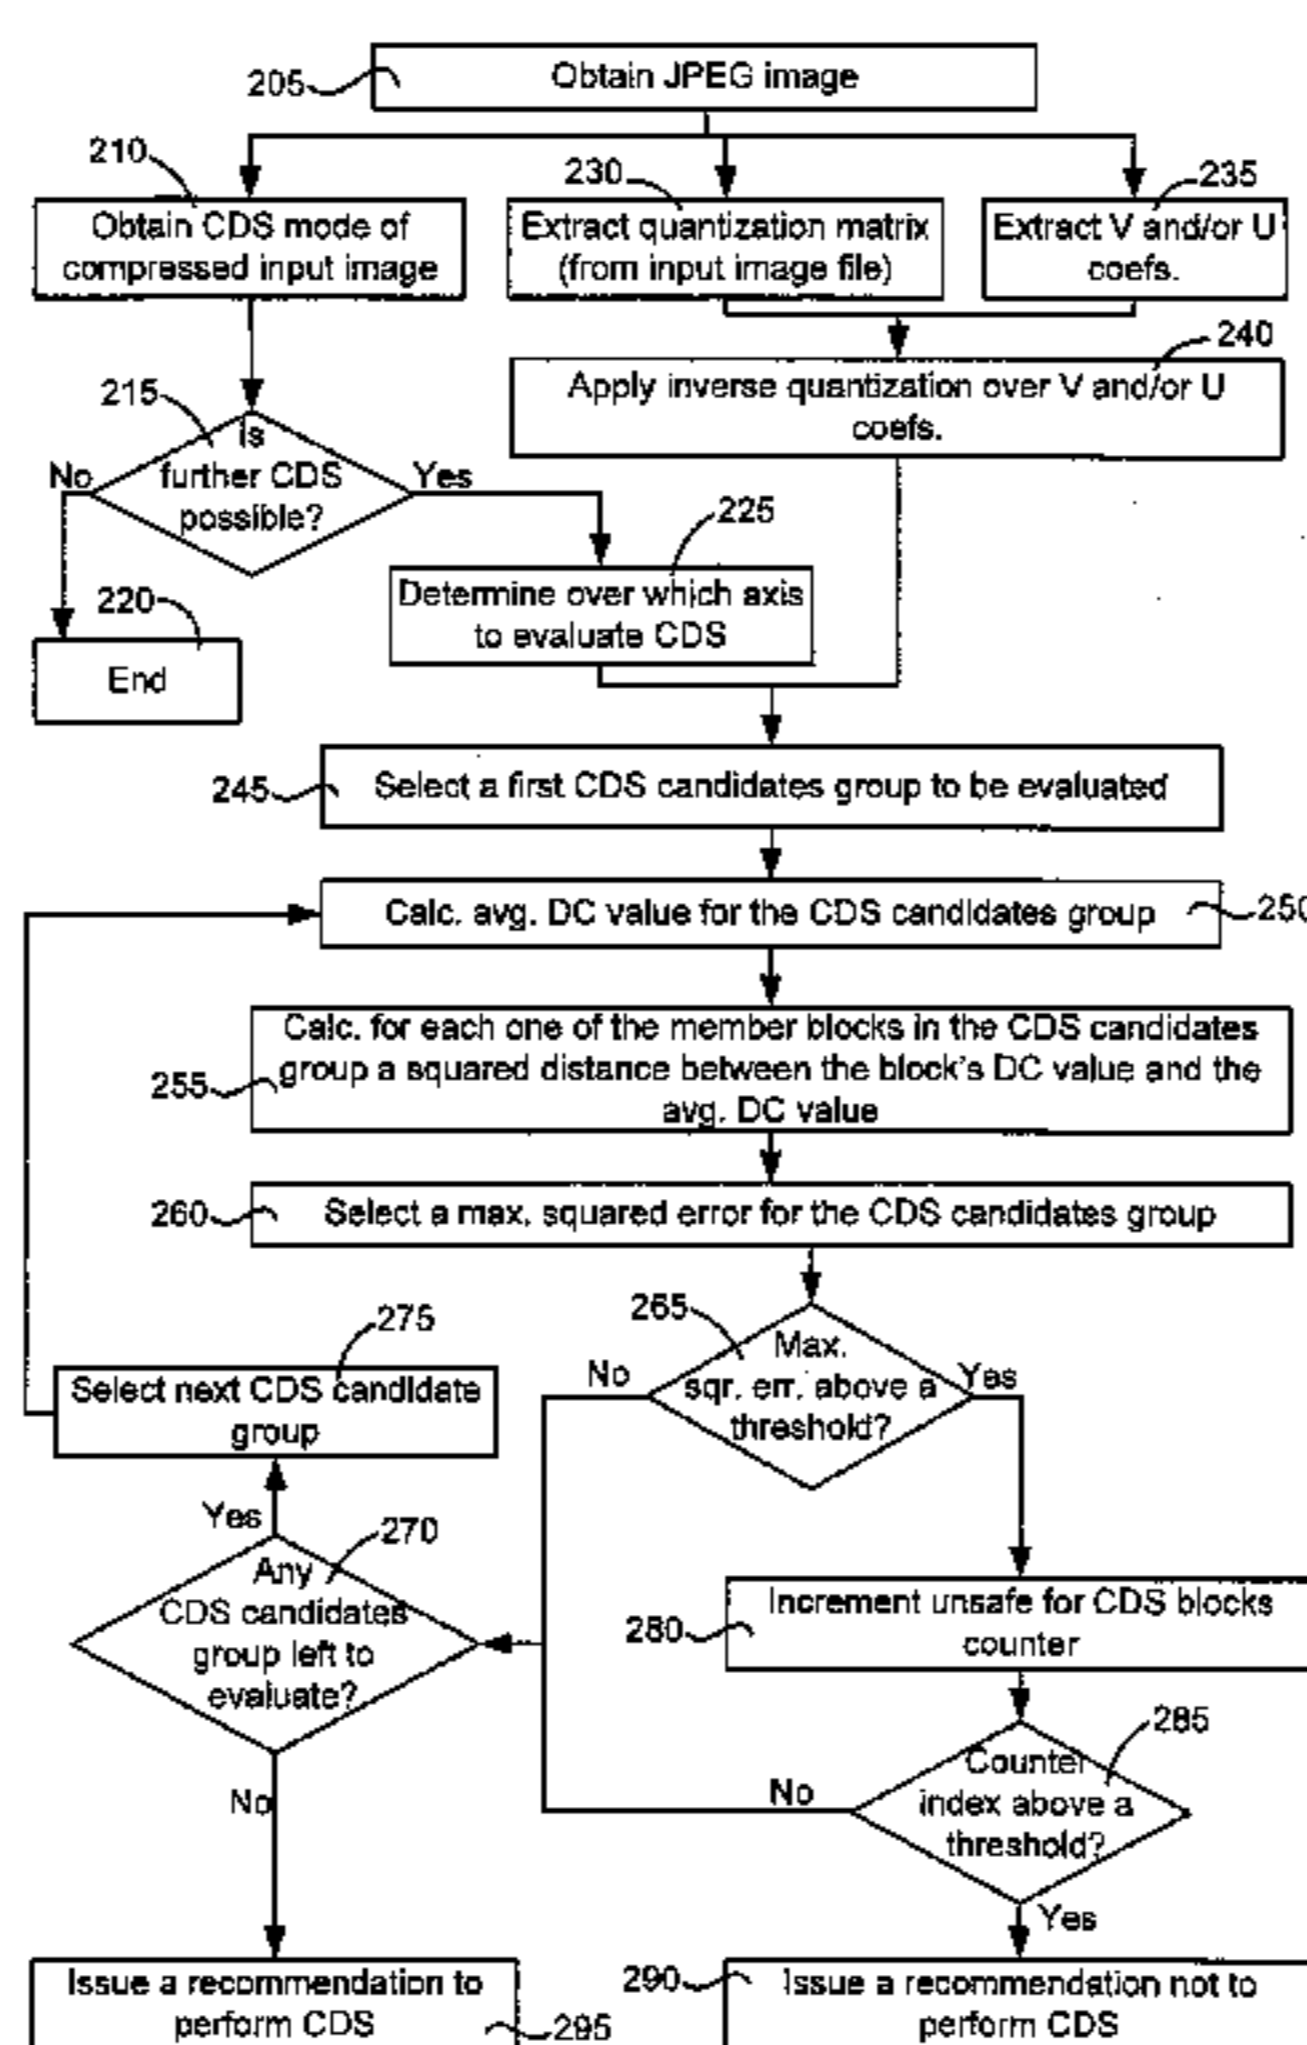 205
Obtain JPEG image
210
230
235
Obtain CDS mode of
compressed input image
Extract quantization matrix
(from input image file)
Extract V and/or U
coefs.
240
Apply inverse quantization over V and/or U
coefs.
215
Is
further CDS
possible?
No
Yes
225
Determine over which axis
to evaluate CDS
220
End
245
Select a first CDS candidates group to be evaluated
Calc. avg. DC value for the CDS candidates group
250
Calc. for each one of the member blocks in the CDS candidates
group a squared distance between the block's DC value and the
avg. DC value
255
260
Select a max. squared error for the CDS candidates group
265
Max.
sqr. err. above a
threshold?
No
Yes
275
Select next CDS candidate
group
Yes
270
Any
CDS candidates
group left to
evaluate?
280
Increment unsafe for CDS blocks
counter
285
Counter
index above a
threshold?
No
No
Yes
Issue a recommendation to
perform CDS
295
290
Issue a recommendation not to
perform CDS